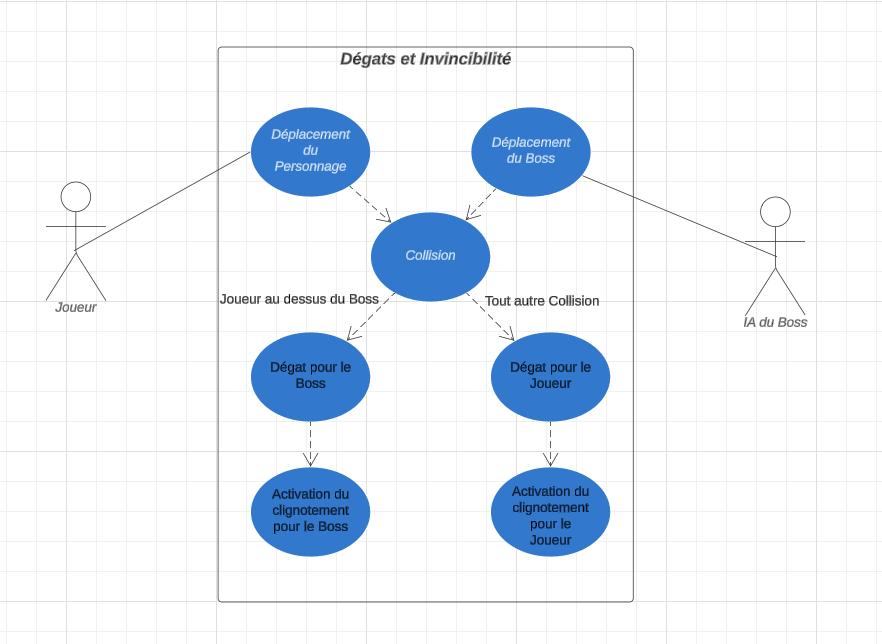 Dégats et Invincibilité
Déplacement
du
Personnage
Déplacement
du Boss
Joueur
IA du Boss
Collision
Joueur au dessus du Boss
Tout autre Collision
Dégat pour le
Boss
Dégat pour le
Joueur
Activation du
clignotement
pour le Boss
Activation du
clignotement
pour le
Joueur